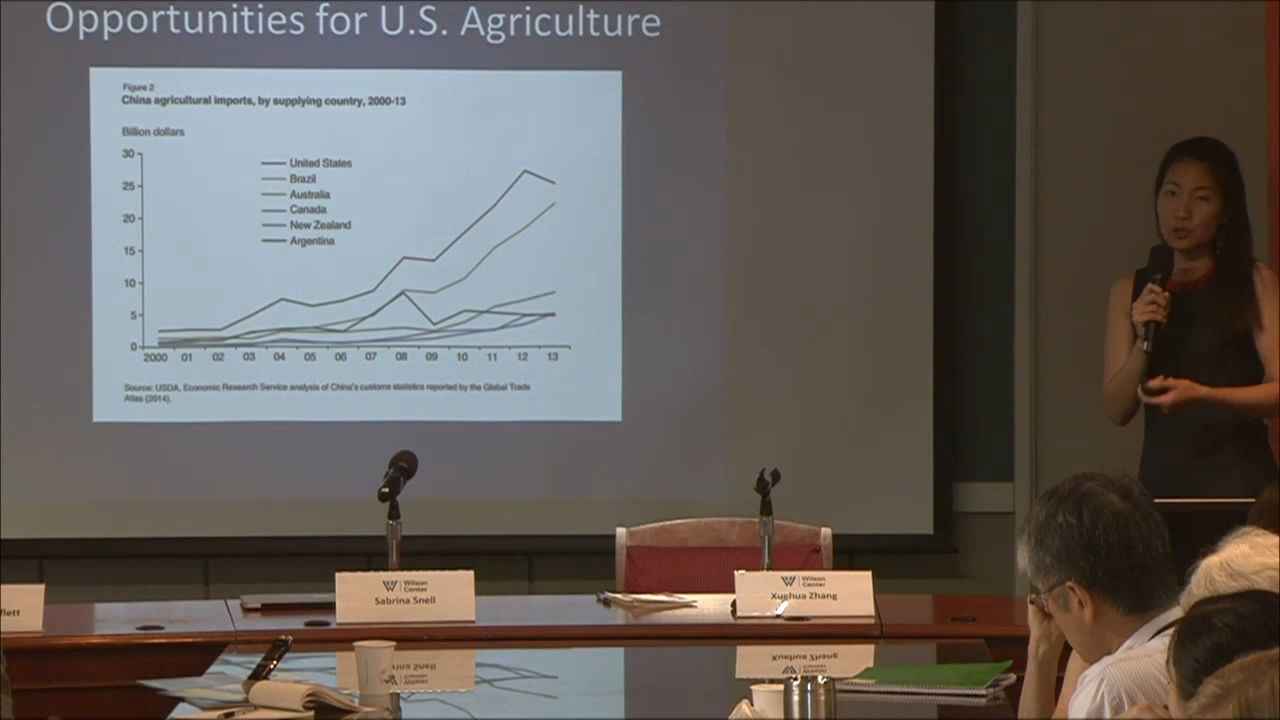 Opportunities for U.S. Agriculture
Figure 2
China agricultural imports, by supplying country, 2000-13
Billion dollars
30
25
20
15
10
5
0
United States
Brazil
Australia
Canada
New Zealand
Argentina
2000 01 02 03 04 05 06 07 08 09 10 11 12 13
Source: USDA, Economic Research Service analysis of China's customs statistics reported by the Global Trade
Atlas (2014).
flett
Wilson
Center
Sabrina Snell
Wilson
Center
Xuehua Zhang